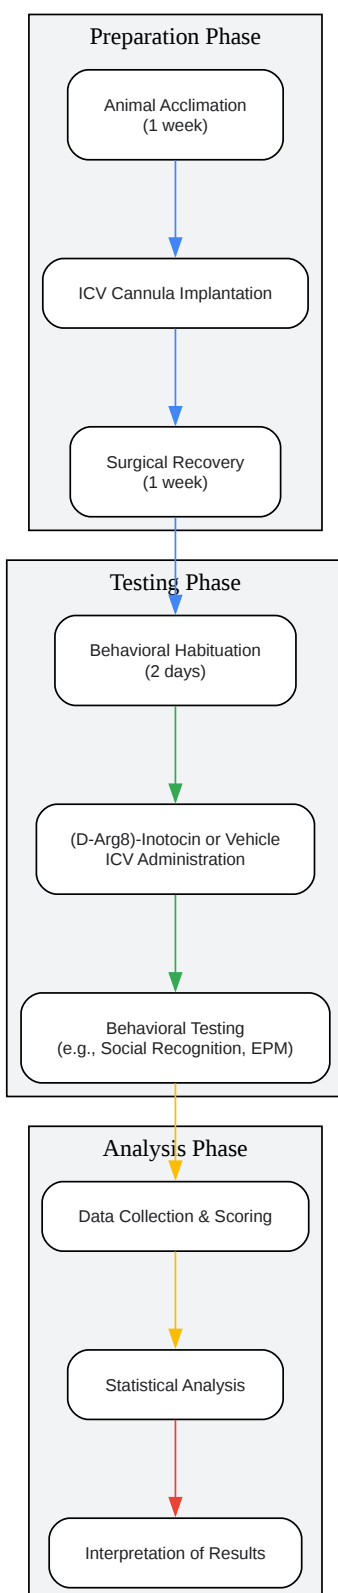 Preparation Phase
Animal Acclimation
(1 week)
ICV Cannula Implantation
Surgical Recovery
(1 week)
Testing Phase
Behavioral Habituation
(2 days)
(D-Arg8)-Inotocin or Vehicle
ICV Administration
Behavioral Testing
(e.g., Social Recognition, EPM)
Analysis Phase
Data Collection & Scoring
Statistical Analysis
Interpretation of Results